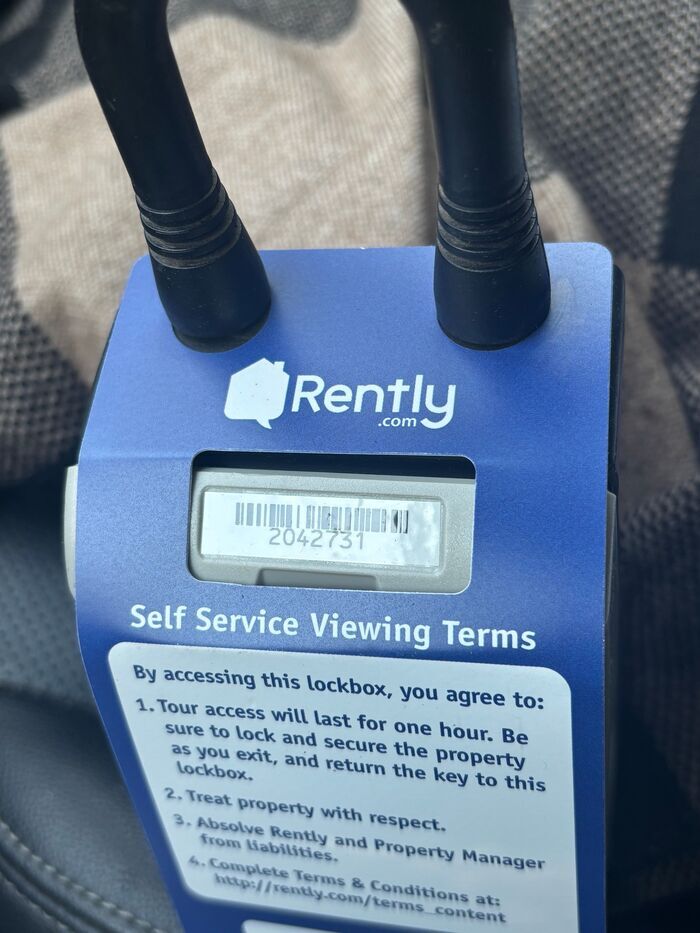 Rently
.com
2042731
Self Service Viewing Terms
By accessing this lockbox, you agree to:
1. Tour access will last for one hour. Be
sure to lock and secure the property
as you exit, and return the key to this
lockbox.
2. Treat property with respect.
3. Absolve Rently and Property Manager
from liabilities.
4. Complete Terms & Conditions at:
http://rently.com/terms_content